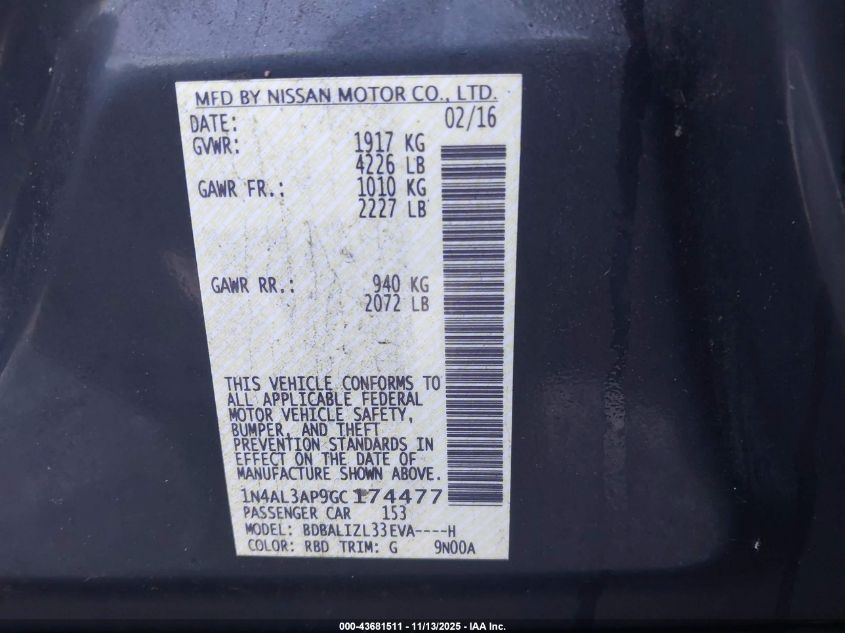 MFD BY NISSAN MOTOR CO., LTD.
DATE: 02/16
GVWR: 1917 KG
4226 LB
GAWR FR.: 1010 KG
2227 LB
GAWR RR.: 940 KG
2072 LB
THIS VEHICLE CONFORMS TO
ALL APPLICABLE FEDERAL
MOTOR VEHICLE SAFETY,
BUMPER, AND THEFT
PREVENTION STANDARDS IN
EFFECT ON THE DATE OF
MANUFACTURE SHOWN ABOVE.
1N4AL3AP9GC174477
PASSENGER CAR 153
MODEL: BDBALIZL33EVA----H
COLOR: RBD TRIM: G 9N00A
000-43681511 - 11/13/2025 - IAA Inc.